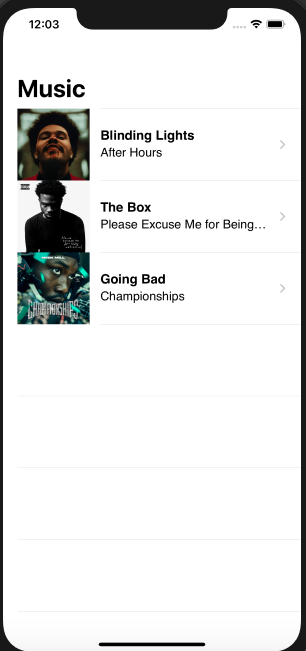 12:03
Music
Blinding Lights
After Hours
The Box
Please Excuse Me for Being...
MEEK MILL
Going Bad
Championships
CHAMPIONSHIPS